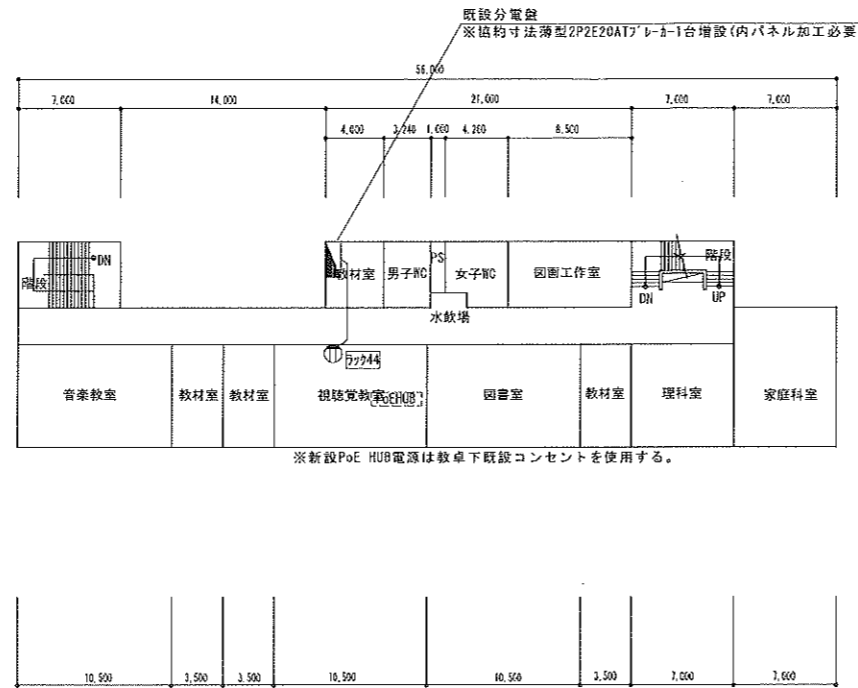 既設分電盤
※協約寸法薄型2P2E20ATブレーカー1台増設(内パネル加工必要
56,000
7,000 14,000 21,000 7,000 7,000
4,000 3,240 1,000 4,260 8,500
DN 階段 教材室 男子WC PS 女子WC 図画工作室 階段 DN UP
水飲場
ラック44
音楽教室 教材室 教材室 視聴覚教室 PoEHUB 図書室 教材室 理科室 家庭科室
※新設PoE HUB電源は教卓下既設コンセントを使用する。
10,500 3,500 3,500 10,500 10,500 3,500 7,000 7,000